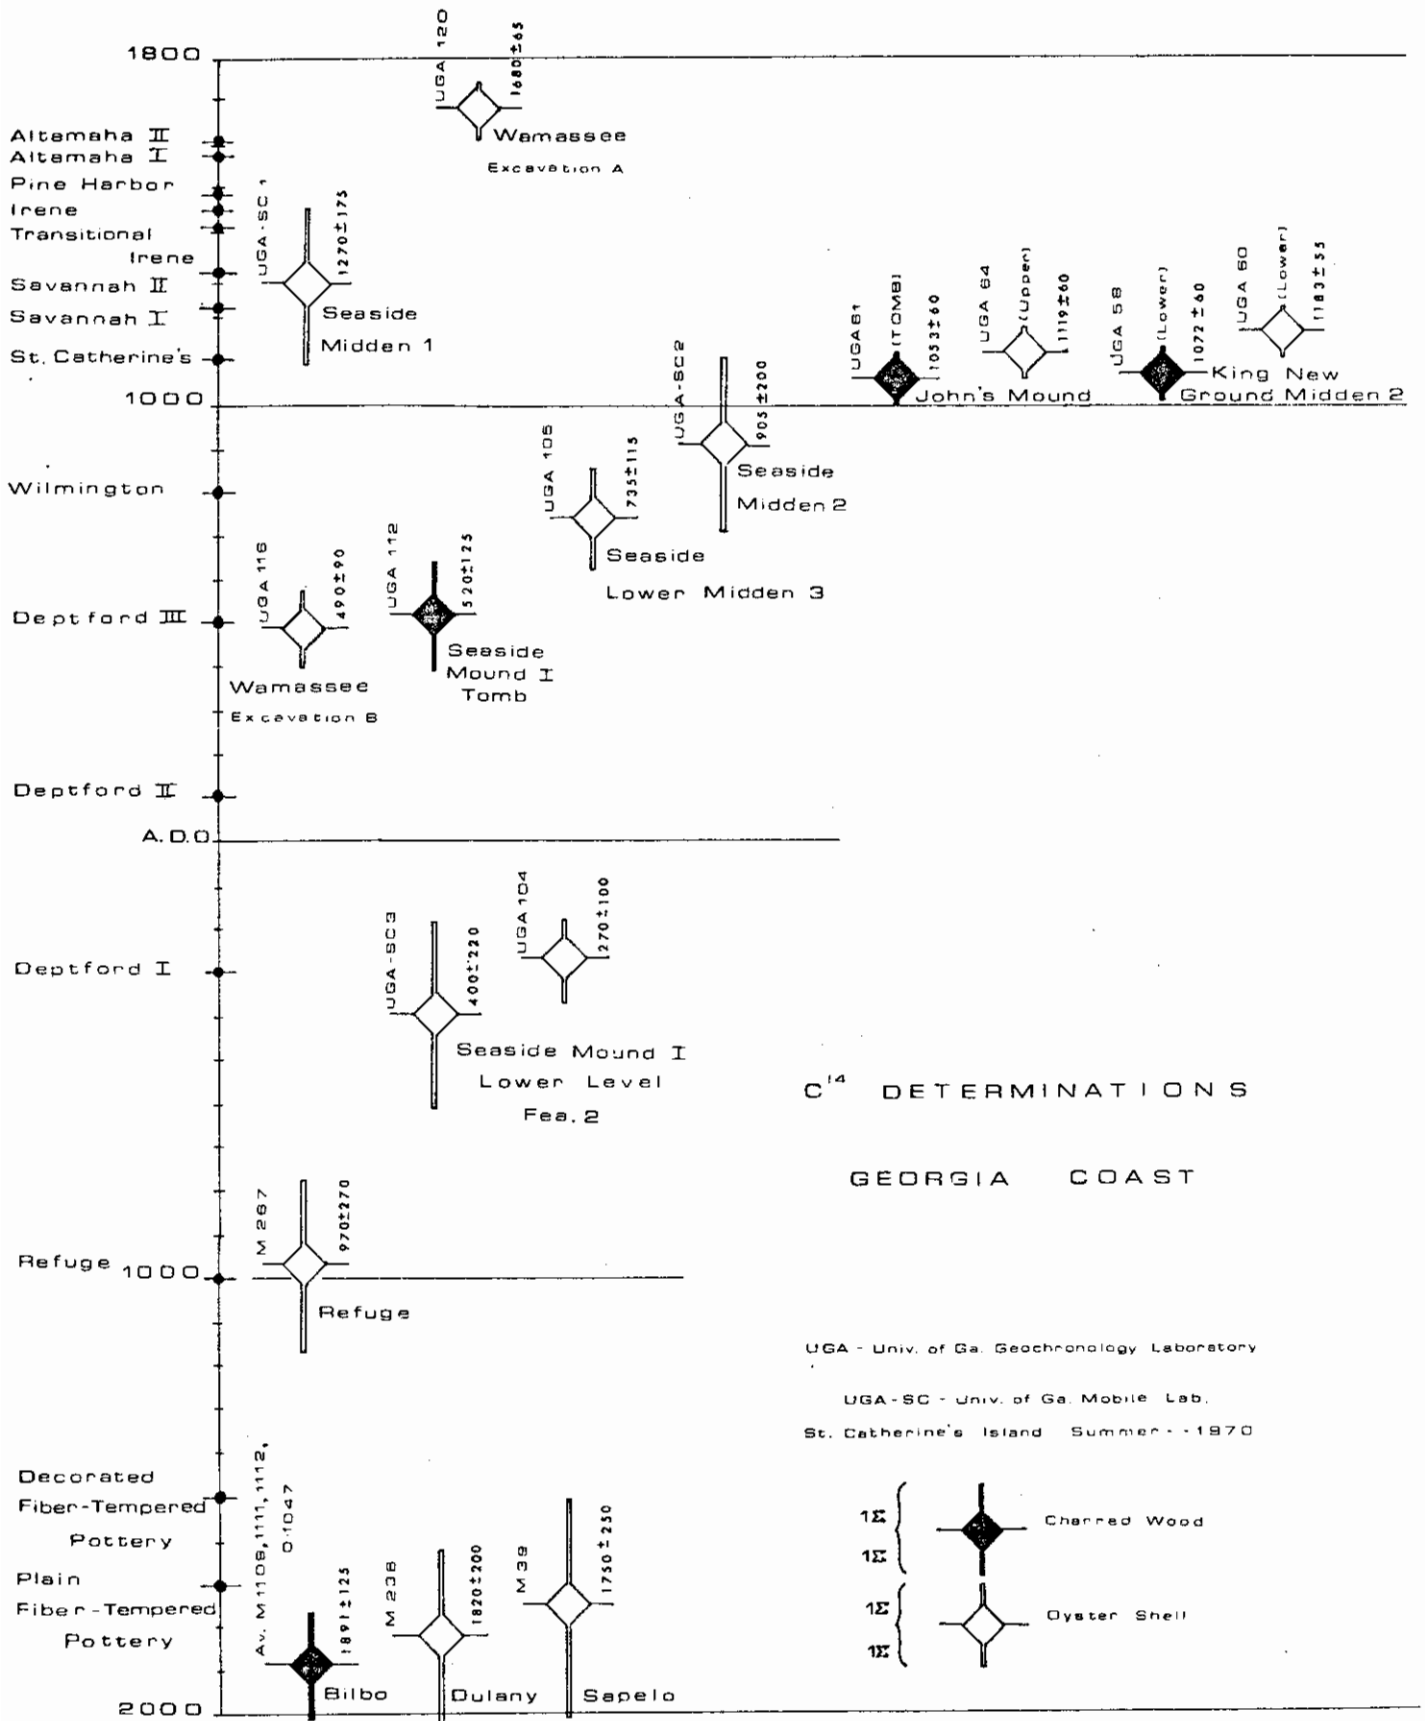 1800
Altamaha II
Altamaha I
Pine Harbor
Irene
Transitional
Irene
Savannah II
Savannah I
St. Catherine's
1000
Wilmington
Deptford III
Deptford II
A.D.O
Deptford I
Refuge 1000
Decorated
Fiber-Tempered
Pottery
Plain
Fiber-Tempered
Pottery
2000
UGA 120
1680±65
Wamassee
Excavation A
UGA-SC 1
1270±175
Seaside
Midden 1
UGA 61
(TOMB)
1053±60
John's Mound
UGA 64
(Upper)
1119±60
UGA 58
(Lower)
1072±60
King New
Ground Midden 2
UGA 60
(Lower)
1183±55
UGA-SC2
905±200
Seaside
Midden 2
UGA 105
735±115
Seaside
Lower Midden 3
UGA 116
490±90
Wamassee
Excavation B
UGA 112
520±125
Seaside
Mound I
Tomb
UGA-SC3
400±220
UGA 104
270±100
Seaside Mound I
Lower Level
Fea. 2
C14 DETERMINATIONS
GEORGIA COAST
M 267
970±270
Refuge
UGA - Univ. of Ga. Geochronology Laboratory
UGA-SC - Univ. of Ga. Mobile Lab.
St. Catherine's Island Summer--1970
1Σ
1Σ
Charred Wood
1Σ
1Σ
Oyster Shell
Av. M1109, 1111, 1112,
O-1047
1891±125
Bilbo
M 238
1820±200
Dulany
M 39
1750±250
Sapelo